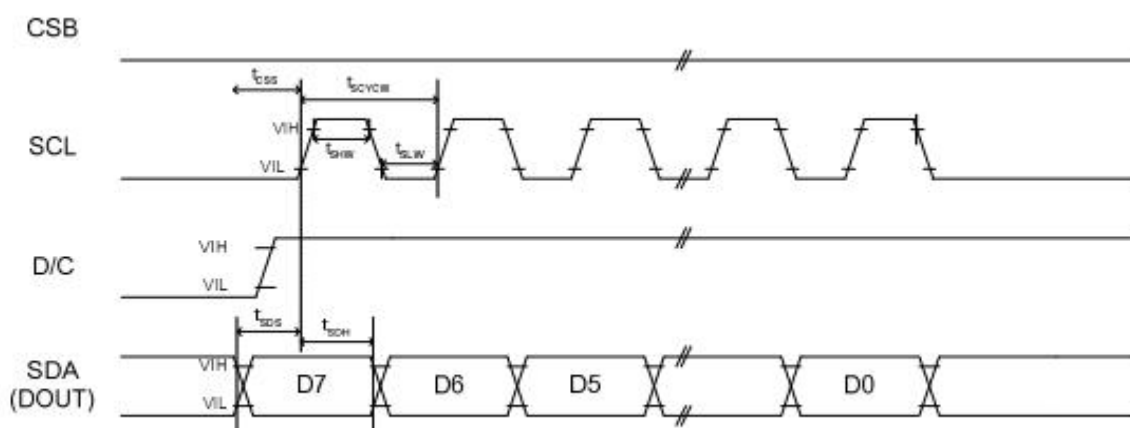 CSB
tCSS
tSCYCW
SCL
VIH
tSHW
tSLW
VIL
D/C
VIH
VIL
tSDS
tSDH
SDA
(DOUT)
VIH
VIL
D7
D6
D5
D0